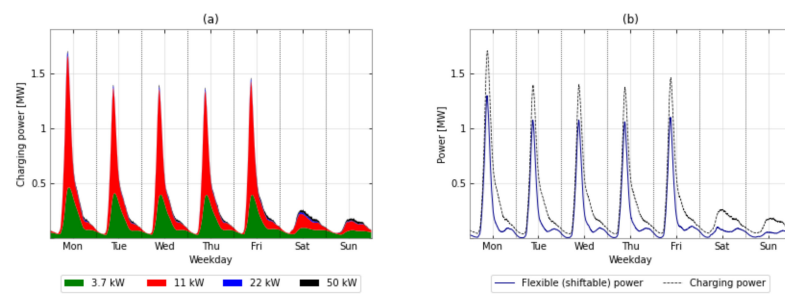 (a)
Charging power [MW]
1.5
1
0.5
Mon Tue Wed Thu Fri Sat Sun
Weekday
3.7 kW 11 kW 22 kW 50 kW
(b)
Power [MW]
1.5
1
0.5
Mon Tue Wed Thu Fri Sat Sun
Weekday
Flexible (shiftable) power Charging power